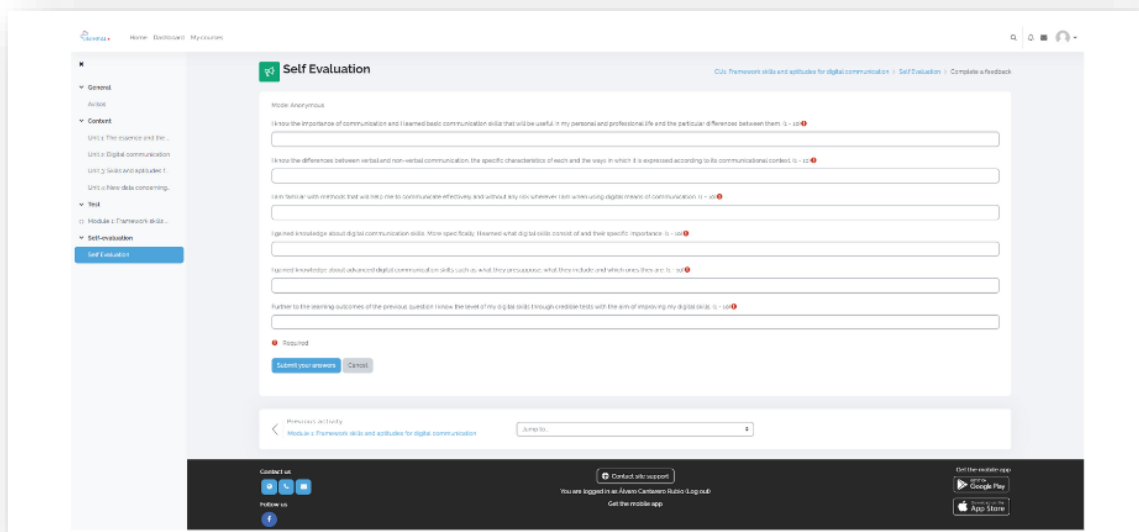 Home Dashboard My courses
Self Evaluation
CU1: Framework skills and aptitudes for digital communication > Self Evaluation > Complete a feedback
General
Avisos
Content
Unit 1: The essence and the ...
Unit 2: Digital communication
Unit 3: Skills and aptitudes f...
Unit 4: New data concerning...
Test
Module 1: Framework skills...
Self-evaluation
Self Evaluation
Mode: Anonymous
I know the importance of communication and I learned basic communication skills that will be useful in my personal and professional life and the particular differences between them. (1 - 10)
I know the differences between verbal and non-verbal communication, the specific characteristics of each and the ways in which it is expressed according to its communicational context. (1 - 10)
I am familiar with methods that will help me to communicate effectively and without any risk wherever I am when using digital means of communication. (1 - 10)
I gained knowledge about digital communication skills. More specifically, I learned what digital skills consist of and their specific importance. (1 - 10)
I gained knowledge about advanced digital communication skills such as what they presuppose, what they include and which ones they are. (1 - 10)
Further to the learning outcomes of the previous question I know the level of my digital skills through credible tests with the aim of improving my digital skills. (1 - 10)
Required
Submit your answers Cancel
Previous activity
Module 1: Framework skills and aptitudes for digital communication
Jump to...
Contact us
Follow us
Contact site support
You are logged in as Álvaro Cantarero Rubio (Log out)
Get the mobile app
Get the mobile app
Google Play
App Store